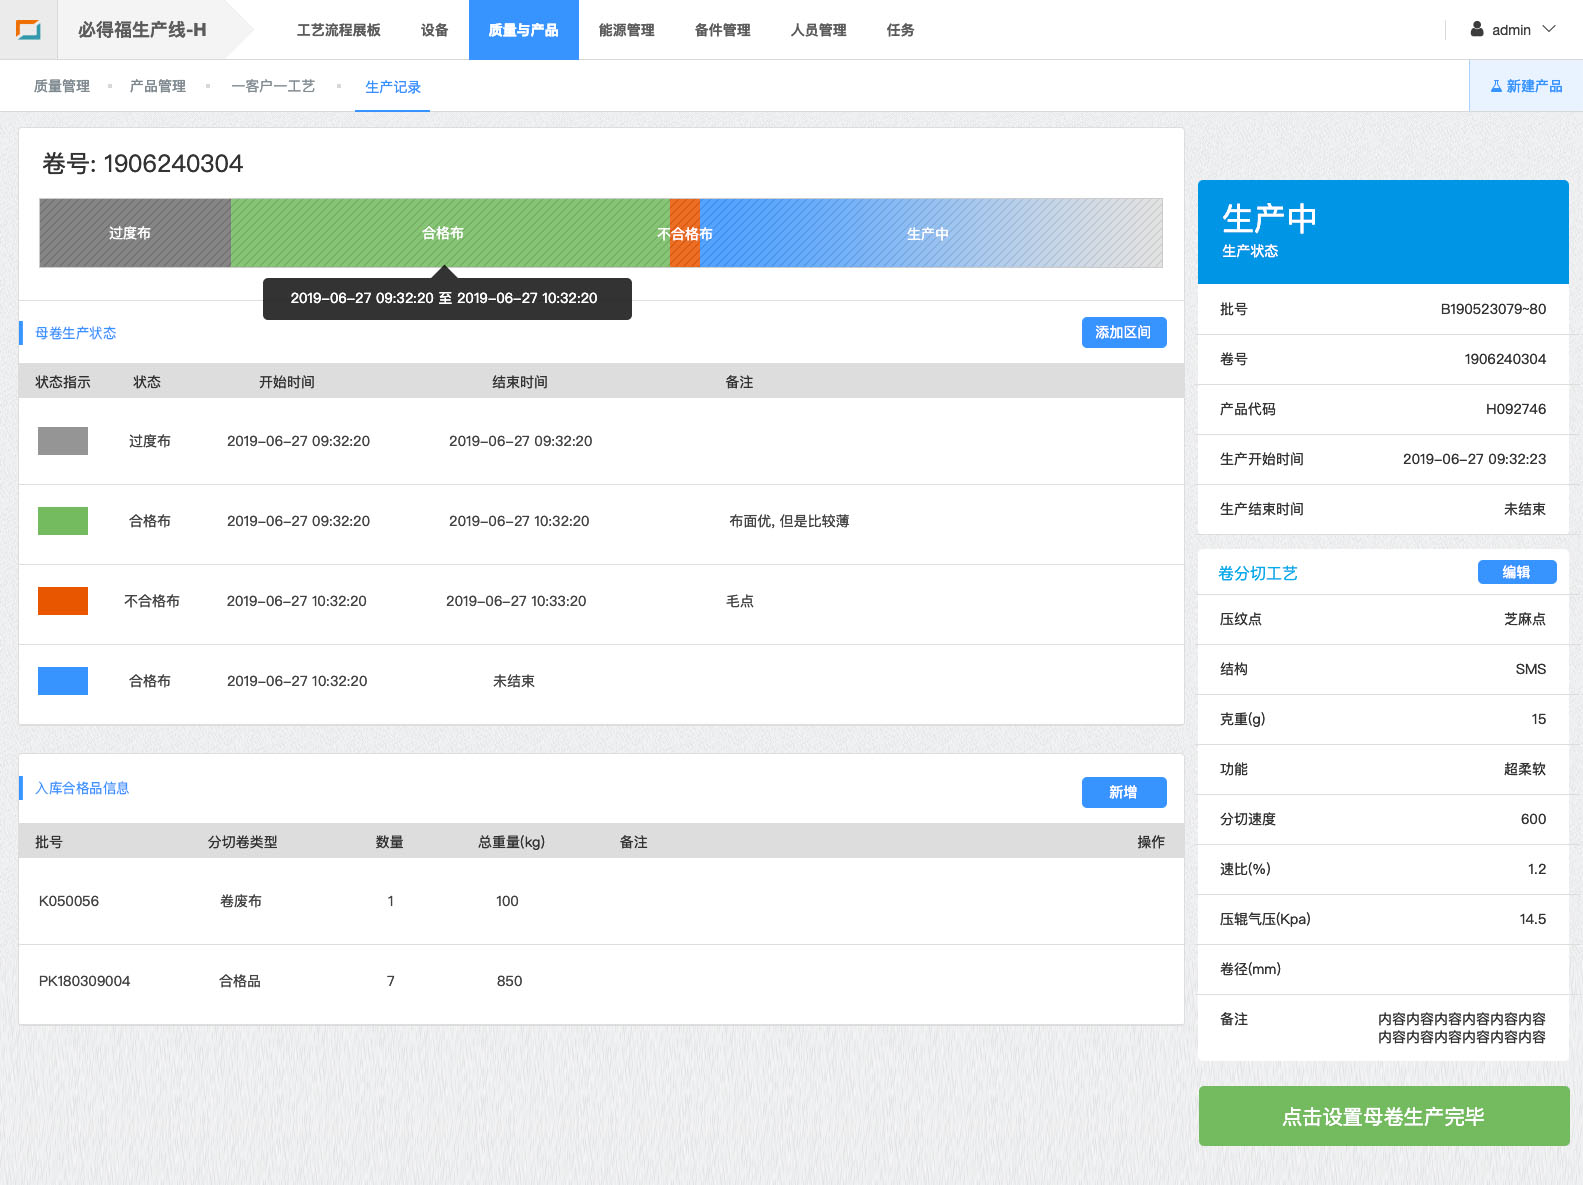 必得福生产线-H
工艺流程展板
设备
质量与产品
能源管理
备件管理
人员管理
任务
admin
质量管理
产品管理
一客户一工艺
生产记录
新建产品
卷号: 1906240304
过度布
合格布
不合格布
生产中
2019-06-27 09:32:20 至 2019-06-27 10:32:20
母卷生产状态
添加区间
状态指示 状态 开始时间 结束时间 备注
过度布 2019-06-27 09:32:20 2019-06-27 09:32:20
合格布 2019-06-27 09:32:20 2019-06-27 10:32:20 布面优, 但是比较薄
不合格布 2019-06-27 10:32:20 2019-06-27 10:33:20 毛点
合格布 2019-06-27 10:32:20 未结束
入库合格品信息
新增
批号 分切卷类型 数量 总重量(kg) 备注 操作
K050056 卷废布 1 100
PK180309004 合格品 7 850
生产中
生产状态
批号 B190523079~80
卷号 1906240304
产品代码 H092746
生产开始时间 2019-06-27 09:32:23
生产结束时间 未结束
卷分切工艺
编辑
压纹点 芝麻点
结构 SMS
克重(g) 15
功能 超柔软
分切速度 600
速比(%) 1.2
压辊气压(Kpa) 14.5
卷径(mm)
备注 内容内容内容内容内容内容
内容内容内容内容内容内容
点击设置母卷生产完毕